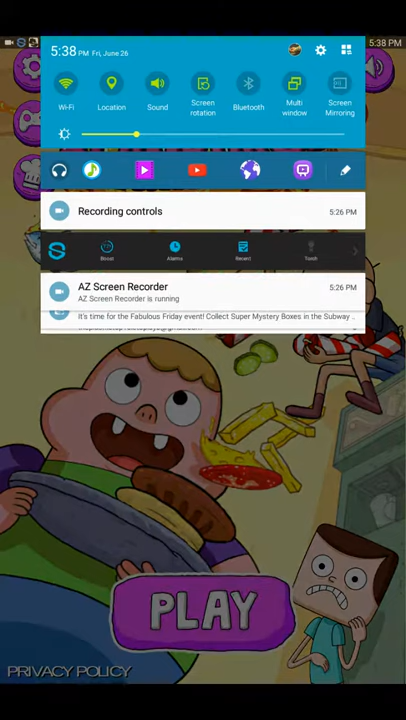 5:38 PM
5:38 PM Fri, June 26
Wi-Fi
Location
Sound
Screen rotation
Bluetooth
Multi window
Screen Mirroring
Recording controls
5:26 PM
Boost
Alarms
Recent
Torch
AZ Screen Recorder
5:26 PM
AZ Screen Recorder is running
It's time for the Fabulous Friday event! Collect Super Mystery Boxes in the Subway .
PLAY
PRIVACY POLICY